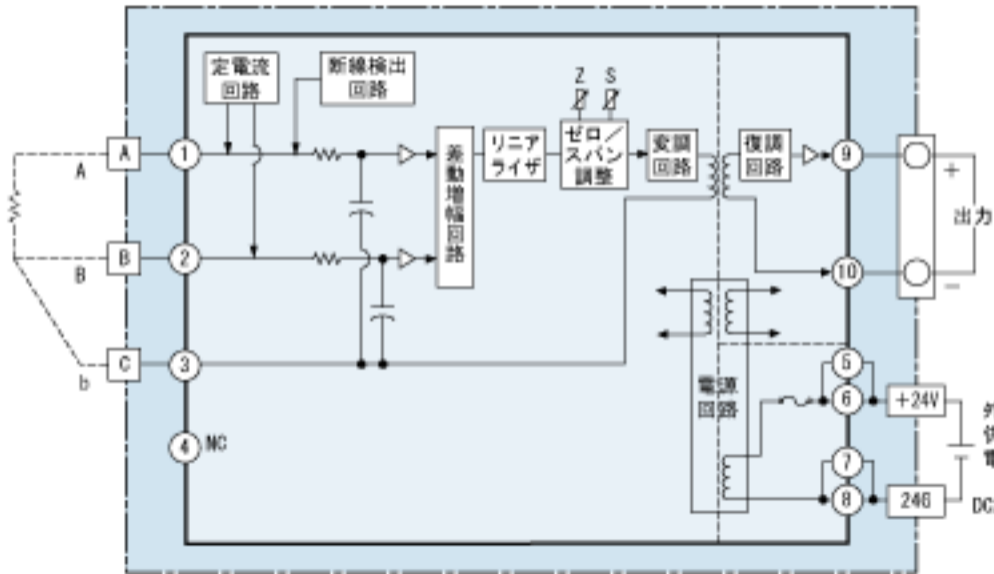 定電流
回路
断線検出
回路
Z
S
A
1
A
差動増幅回路
リニア
ライザ
ゼロ／
スパン
調整
変調
回路
復調
回路
9
+
出力
B
2
B
10
−
C
3
b
電源
回路
5
6
+24V
4
NC
7
8
24G
DC